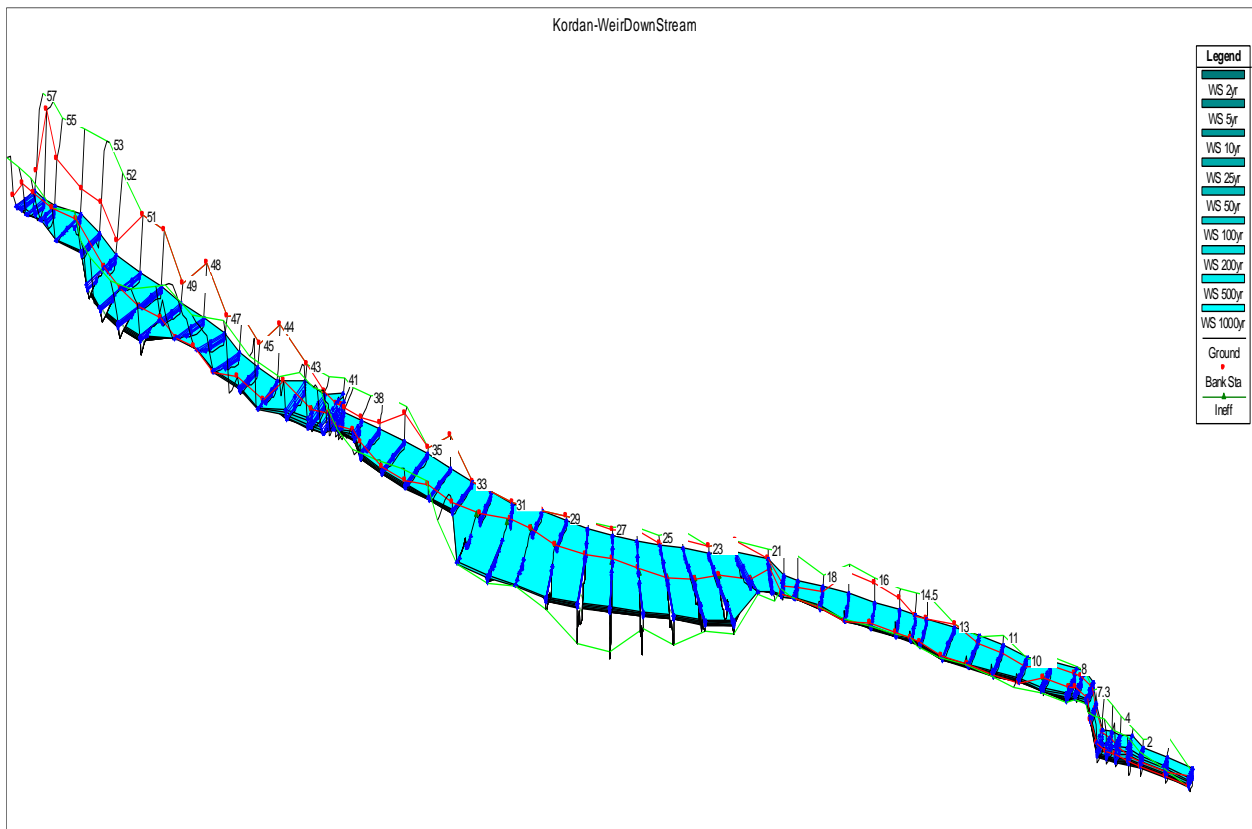 Kordan-WeirDownStream
Legend
WS 2yr
WS 5yr
WS 10yr
WS 25yr
WS 50yr
WS 100yr
WS 200yr
WS 500yr
WS 1000yr
Ground
Bank Sta
Ineff
57
55
53
52
51
49
48
47
45
44
43
41
38
35
33
31
29
27
25
23
21
18
16
14.5
13
11
10
8
7.3
4
2